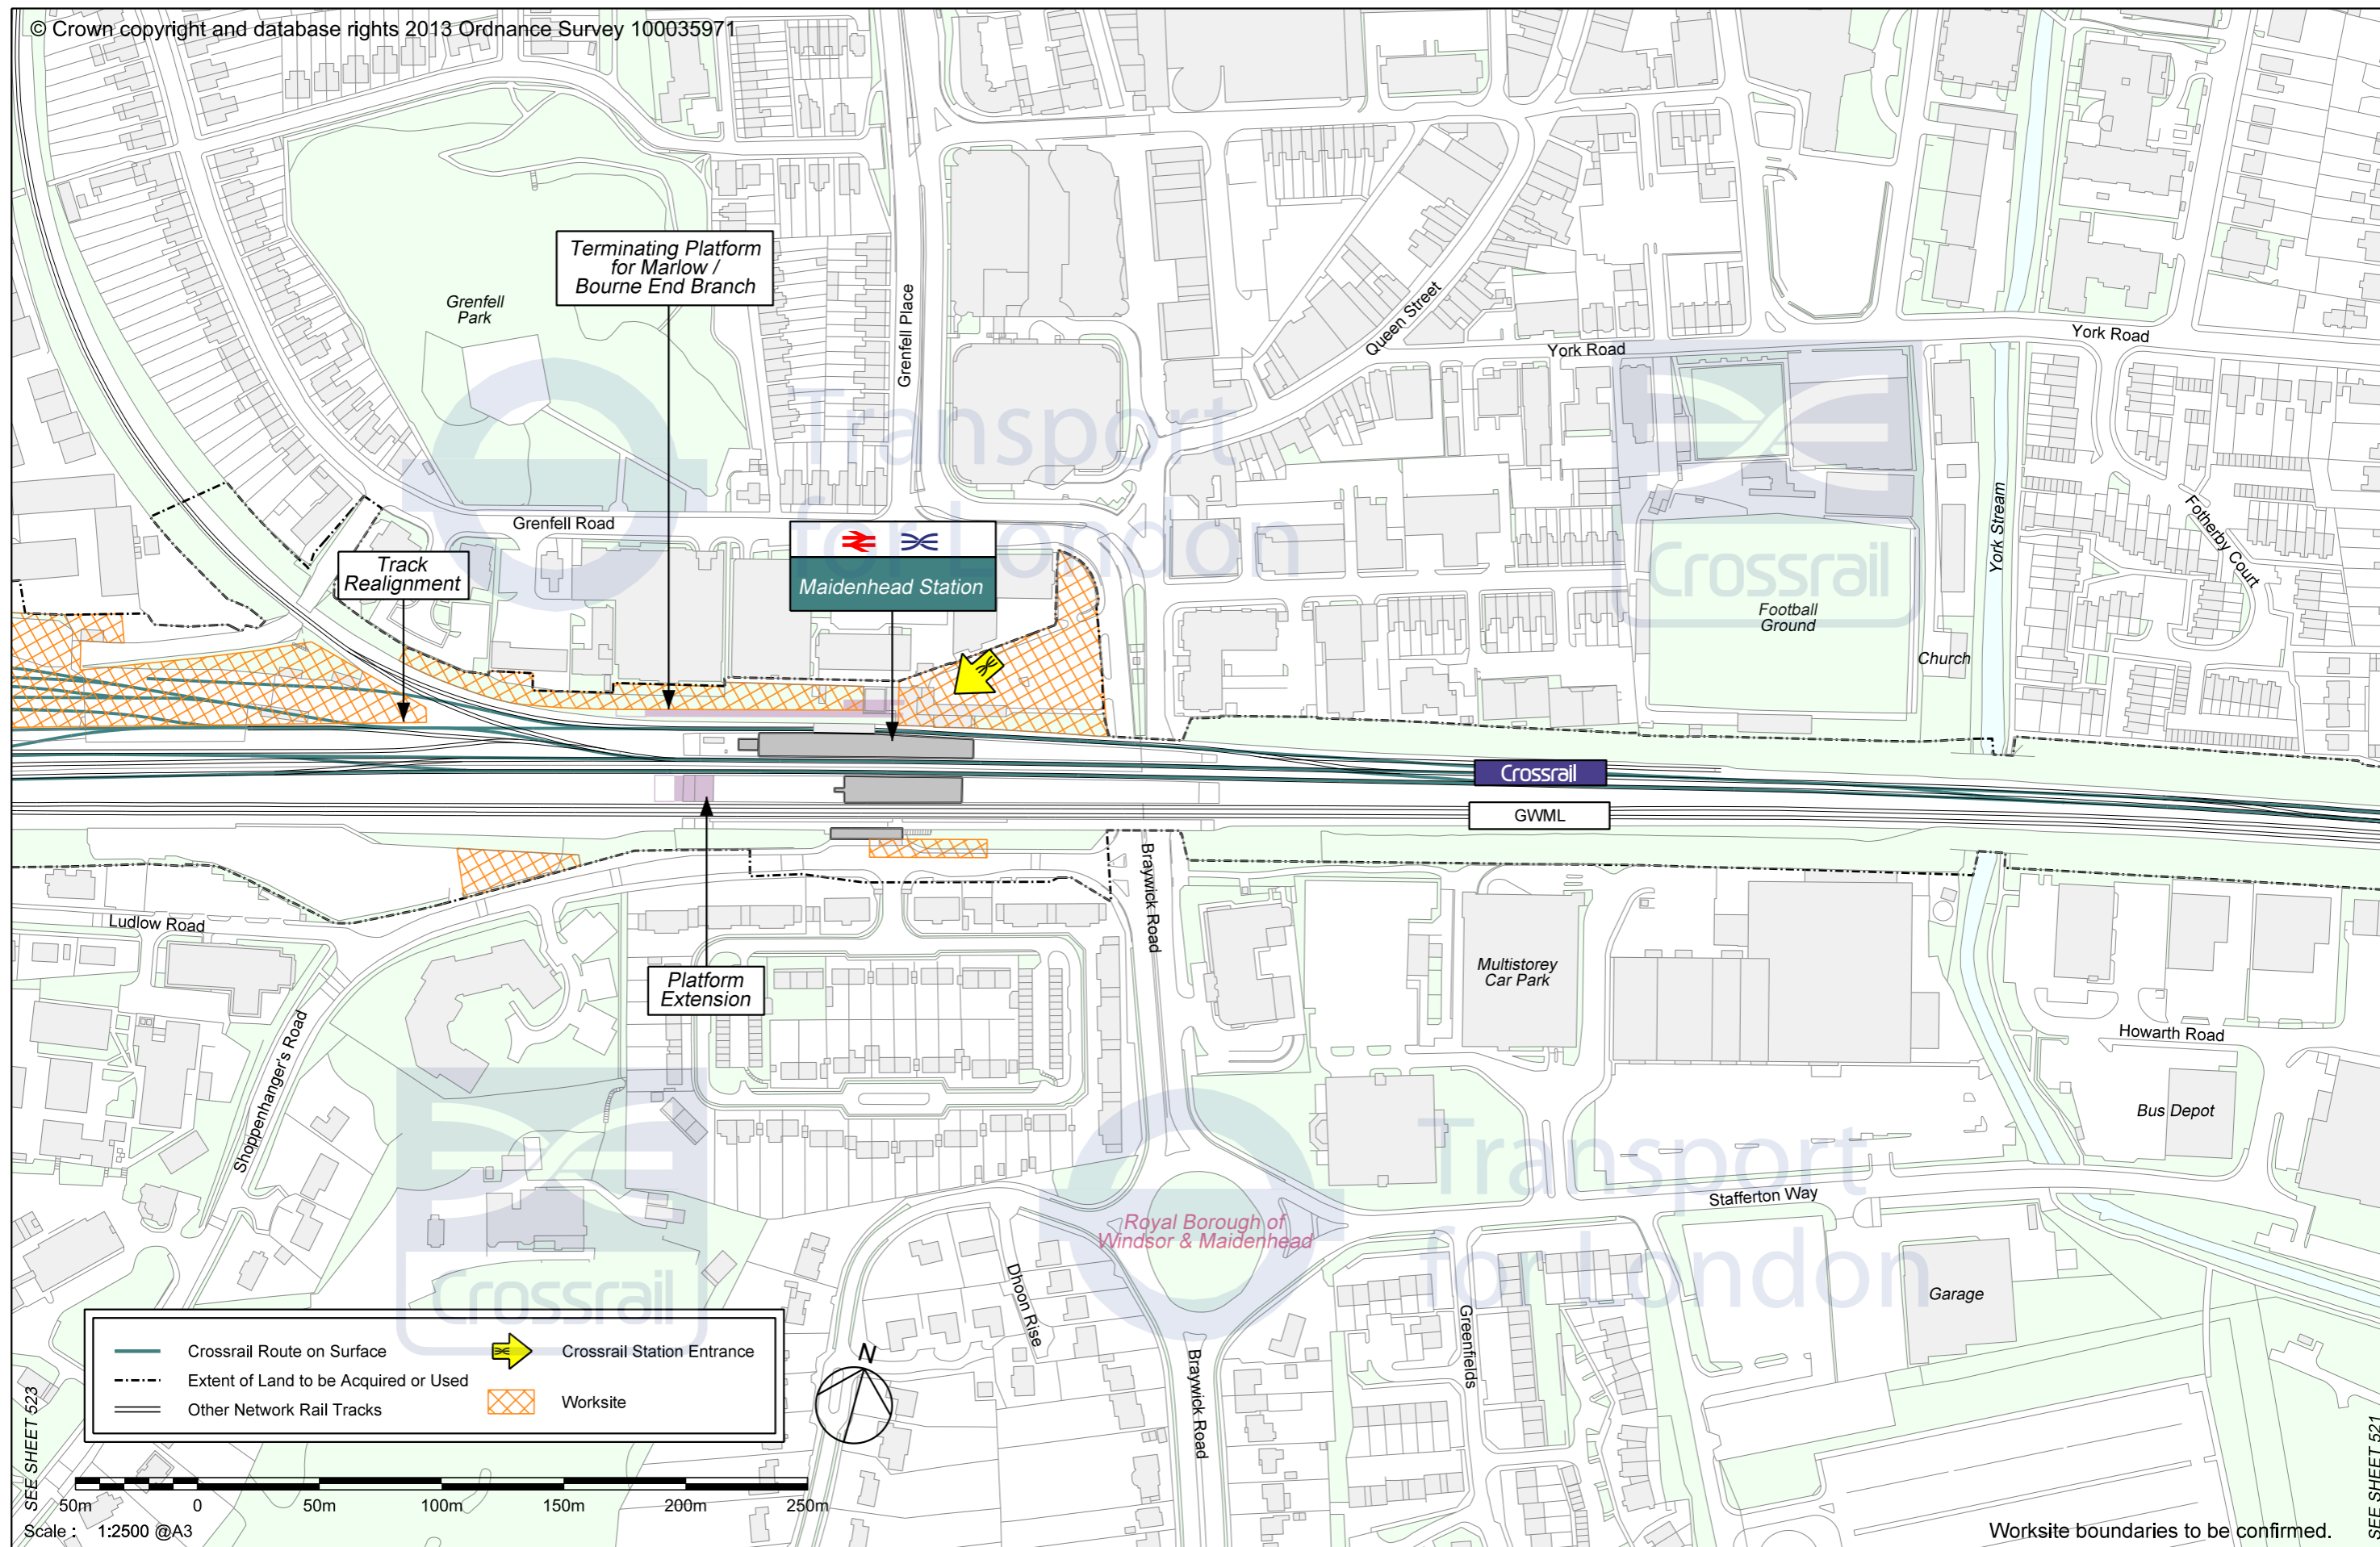 © Crown copyright and database rights 2013 Ordnance Survey 100035971
Terminating Platform
for Marlow /
Bourne End Branch
Grenfell
Park
Grenfell Place
Queen Street
York Road
York Road
Transport
for London
Crossrail
Grenfell Road
Track
Realignment
Maidenhead Station
York Stream
Fotherby Court
Football
Ground
Church
Crossrail
GWML
Braywick Road
Ludlow Road
Platform
Extension
Multistorey
Car Park
Howarth Road
Bus Depot
Shoppenhanger's Road
Stafferton Way
Transport
for London
Crossrail
Royal Borough of
Windsor & Maidenhead
Dhoon Rise
Greenfields
Garage
Braywick Road
Crossrail Route on Surface
Extent of Land to be Acquired or Used
Other Network Rail Tracks
Crossrail Station Entrance
Worksite
N
SEE SHEET 523
50m 0 50m 100m 150m 200m 250m
Scale : 1:2500 @A3
Worksite boundaries to be confirmed.
SEE SHEET 521